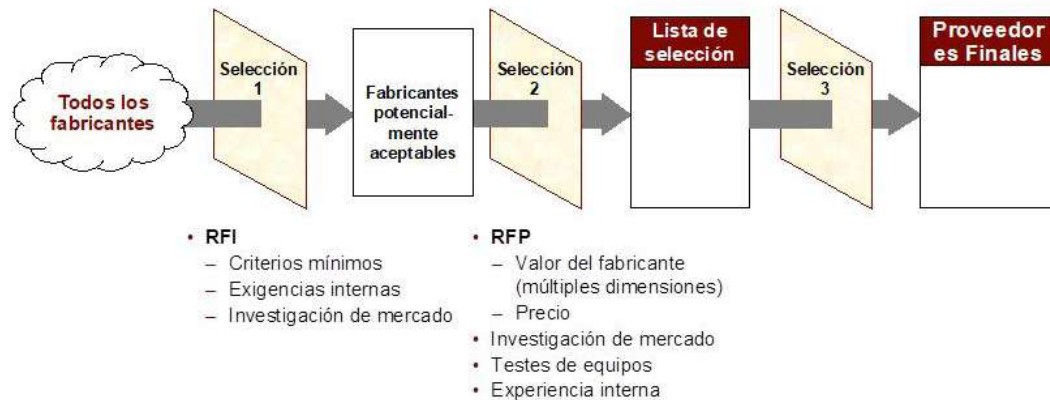 Todos los
fabricantes
Selección
1
Fabricantes
potencial-
mente
aceptables
Selección
2
Lista de
selección
Selección
3
Proveedor
es Finales
• RFI
– Criterios mínimos
– Exigencias internas
– Investigación de mercado
• RFP
– Valor del fabricante
(múltiples dimensiones)
– Precio
• Investigación de mercado
• Testes de equipos
• Experiencia interna